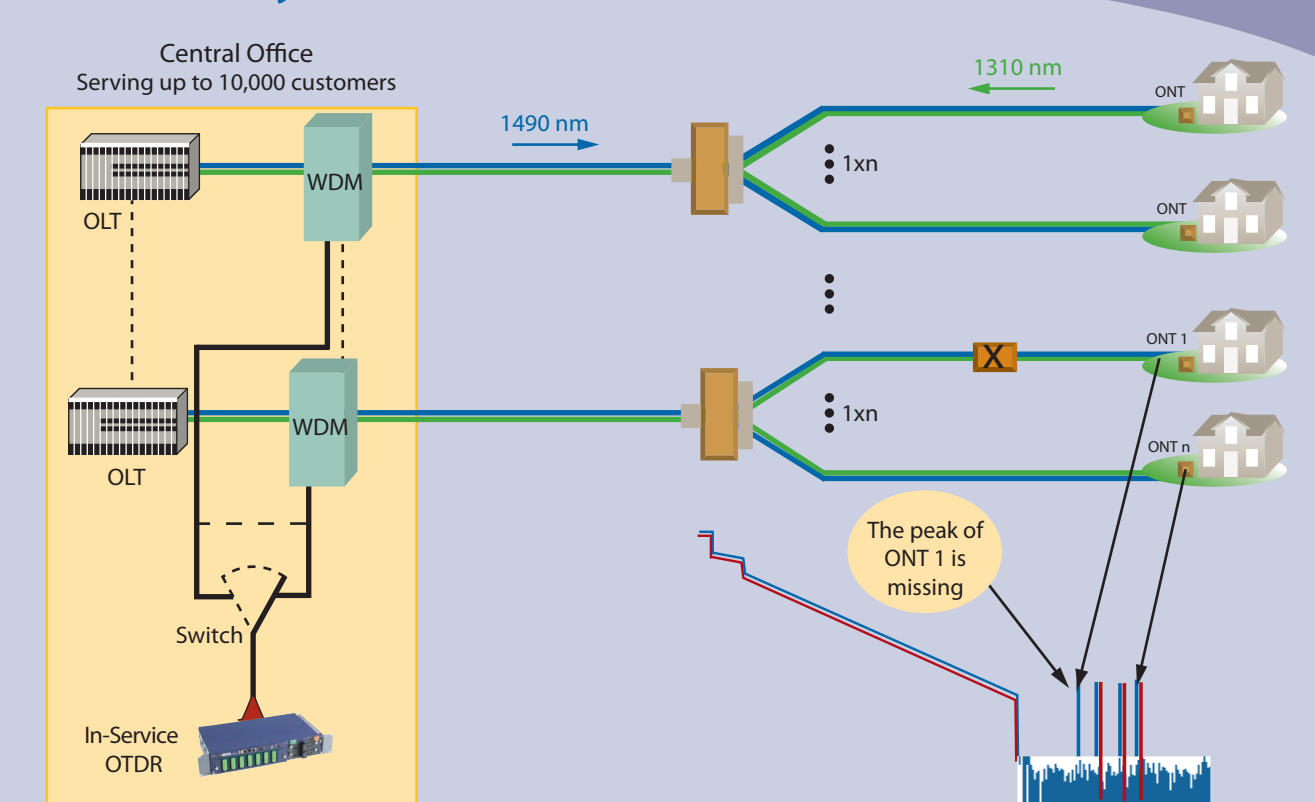 Central Office
Serving up to 10,000 customers
1310 nm
ONT
1490 nm
WDM
1xn
OLT
ONT
ONT 1
X
WDM
1xn
ONT n
OLT
The peak of
ONT 1 is
missing
Switch
In-Service
OTDR